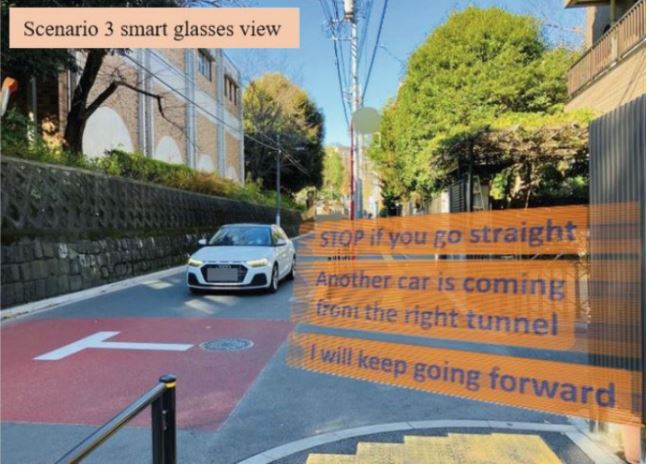 Scenario 3 smart glasses view
STOP if you go straight
Another car is coming
from the right tunnel
I will keep going forward